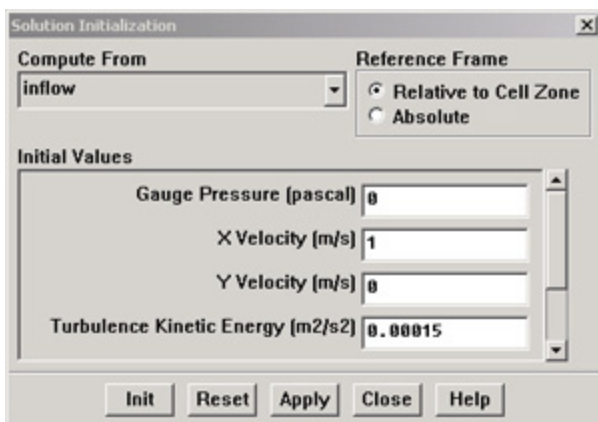 Solution Initialization
Compute From
Reference Frame
inflow
Relative to Cell Zone
Absolute
Initial Values
Gauge Pressure (pascal) 0
X Velocity (m/s) 1
Y Velocity (m/s) 0
Turbulence Kinetic Energy (m2/s2) 0.00015
Init Reset Apply Close Help